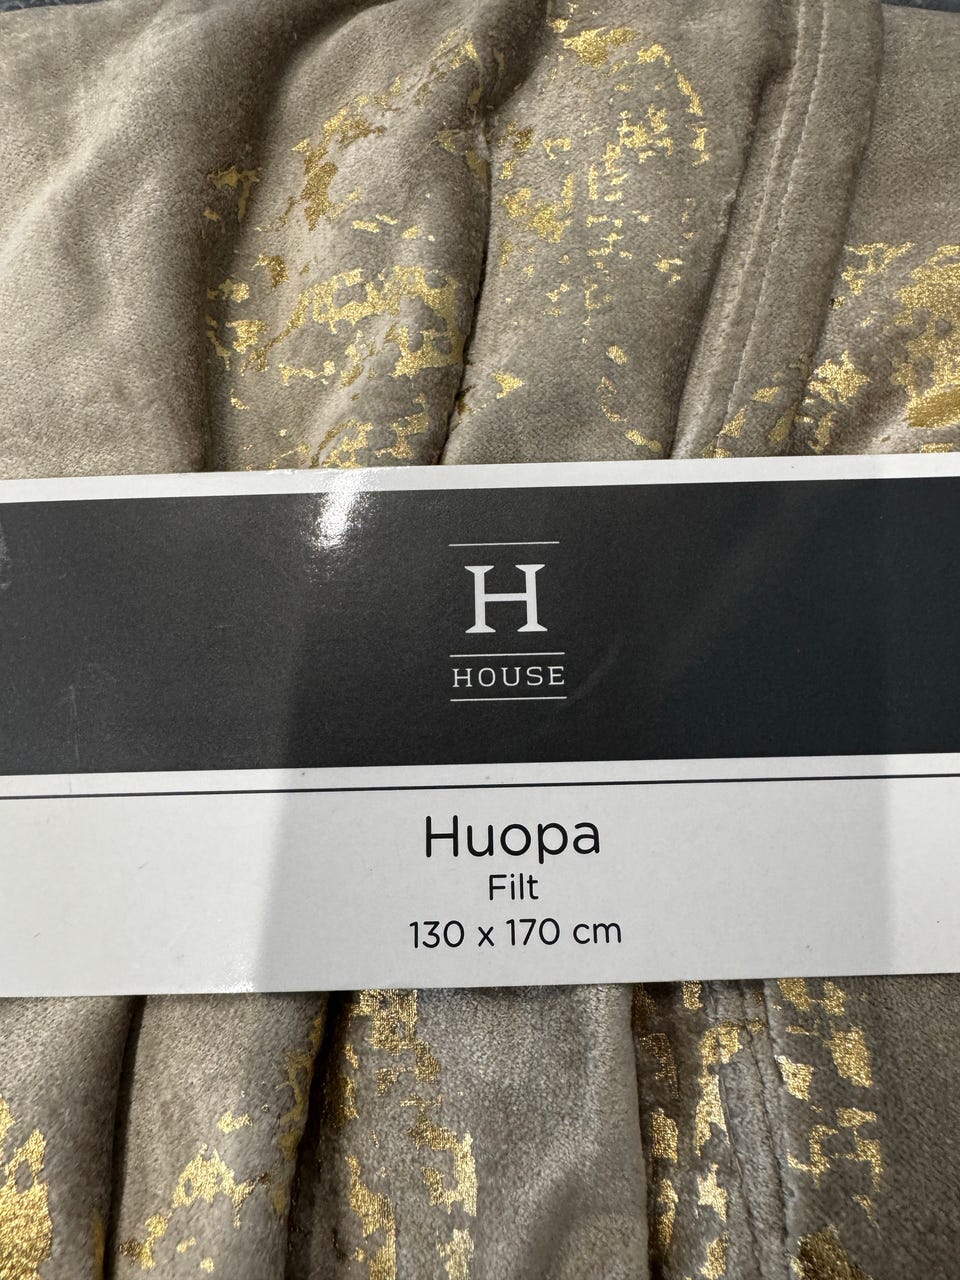 H
HOUSE
Huopa
Filt
130 x 170 cm